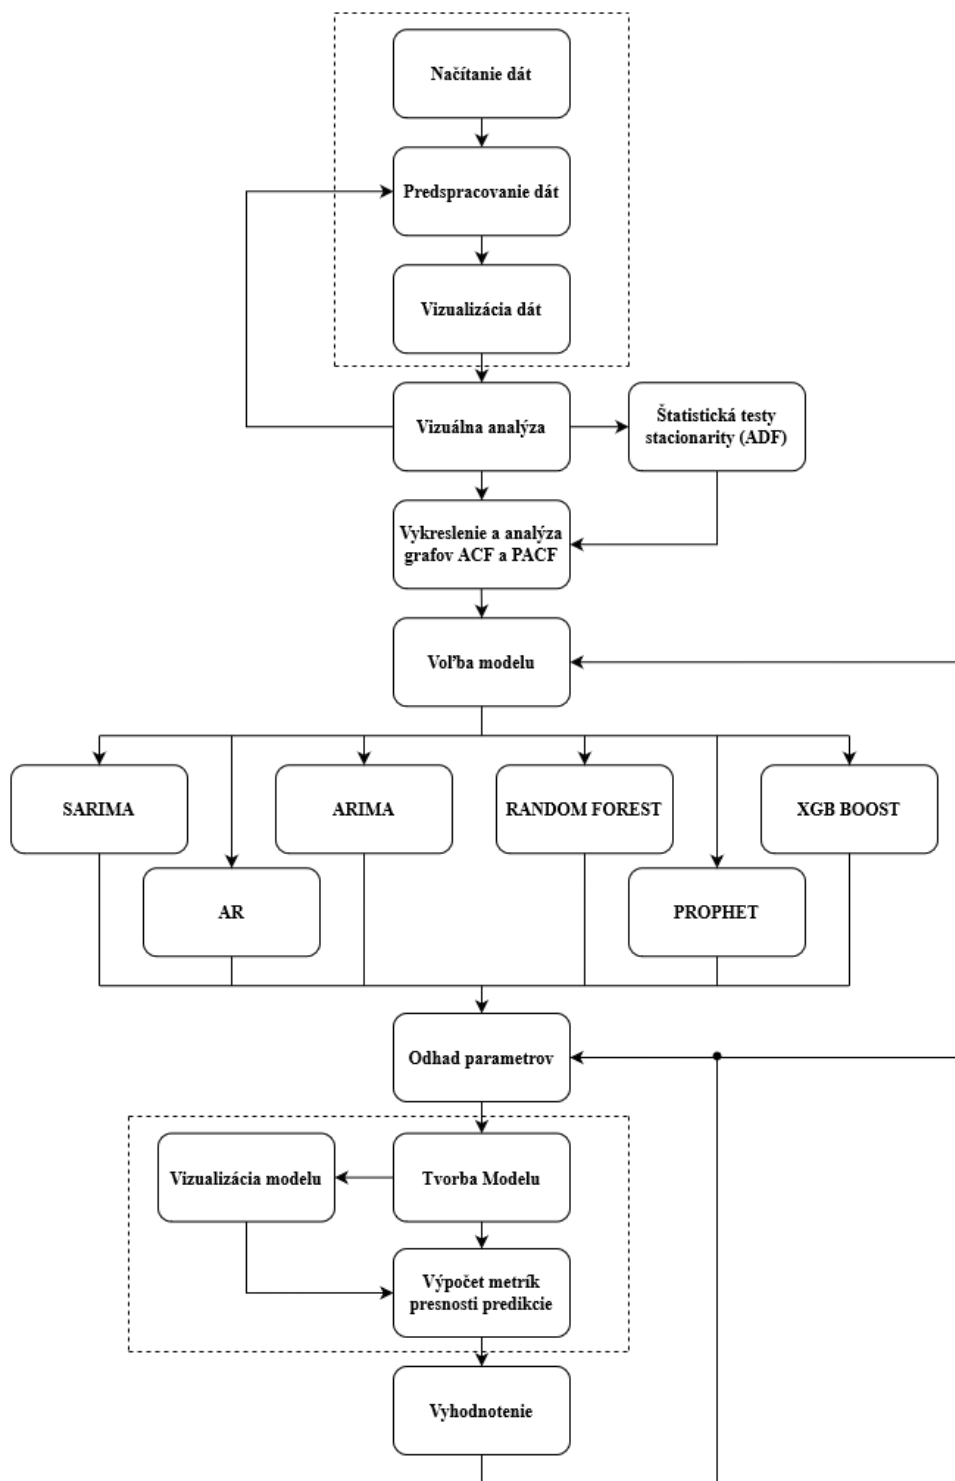 Načítanie dát
Predspracovanie dát
Vizualizácia dát
Vizuálna analýza
Štatistická testy
stacionarity (ADF)
Vykreslenie a analýza
grafov ACF a PACF
Voľba modelu
SARIMA
ARIMA
RANDOM FOREST
XGB BOOST
AR
PROPHET
Odhad parametrov
Vizualizácia modelu
Tvorba Modelu
Výpočet metrík
presnosti predikcie
Vyhodnotenie